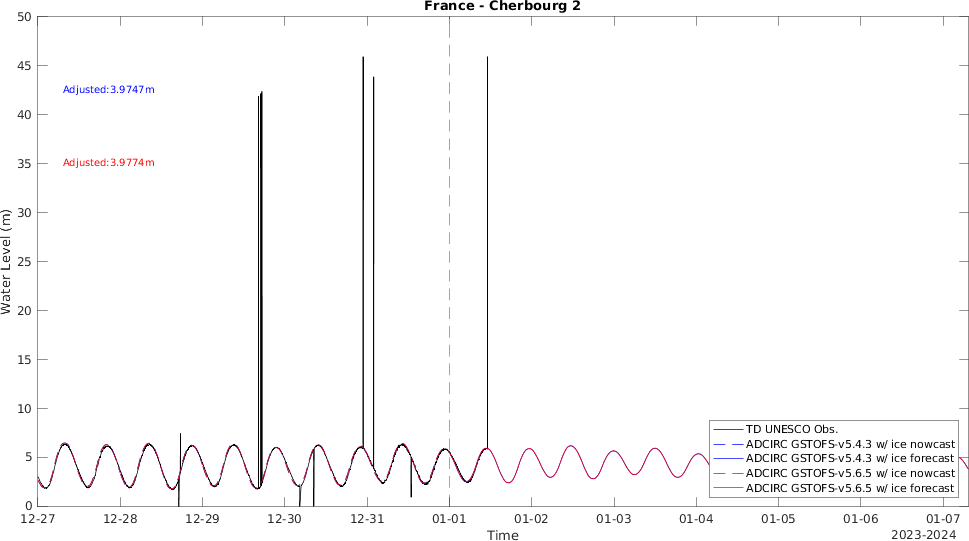 France - Cherbourg 2
50
45
40
35
30
25
20
15
10
5
0
Water Level (m)
Adjusted:3.9747m
Adjusted:3.9774m
TD UNESCO Obs.
ADCIRC GSTOFS-v5.4.3 w/ ice nowcast
ADCIRC GSTOFS-v5.4.3 w/ ice forecast
ADCIRC GSTOFS-v5.6.5 w/ ice nowcast
ADCIRC GSTOFS-v5.6.5 w/ ice forecast
12-27 12-28 12-29 12-30 12-31 01-01 01-02 01-03 01-04 01-05 01-06 01-07
Time
2023-2024